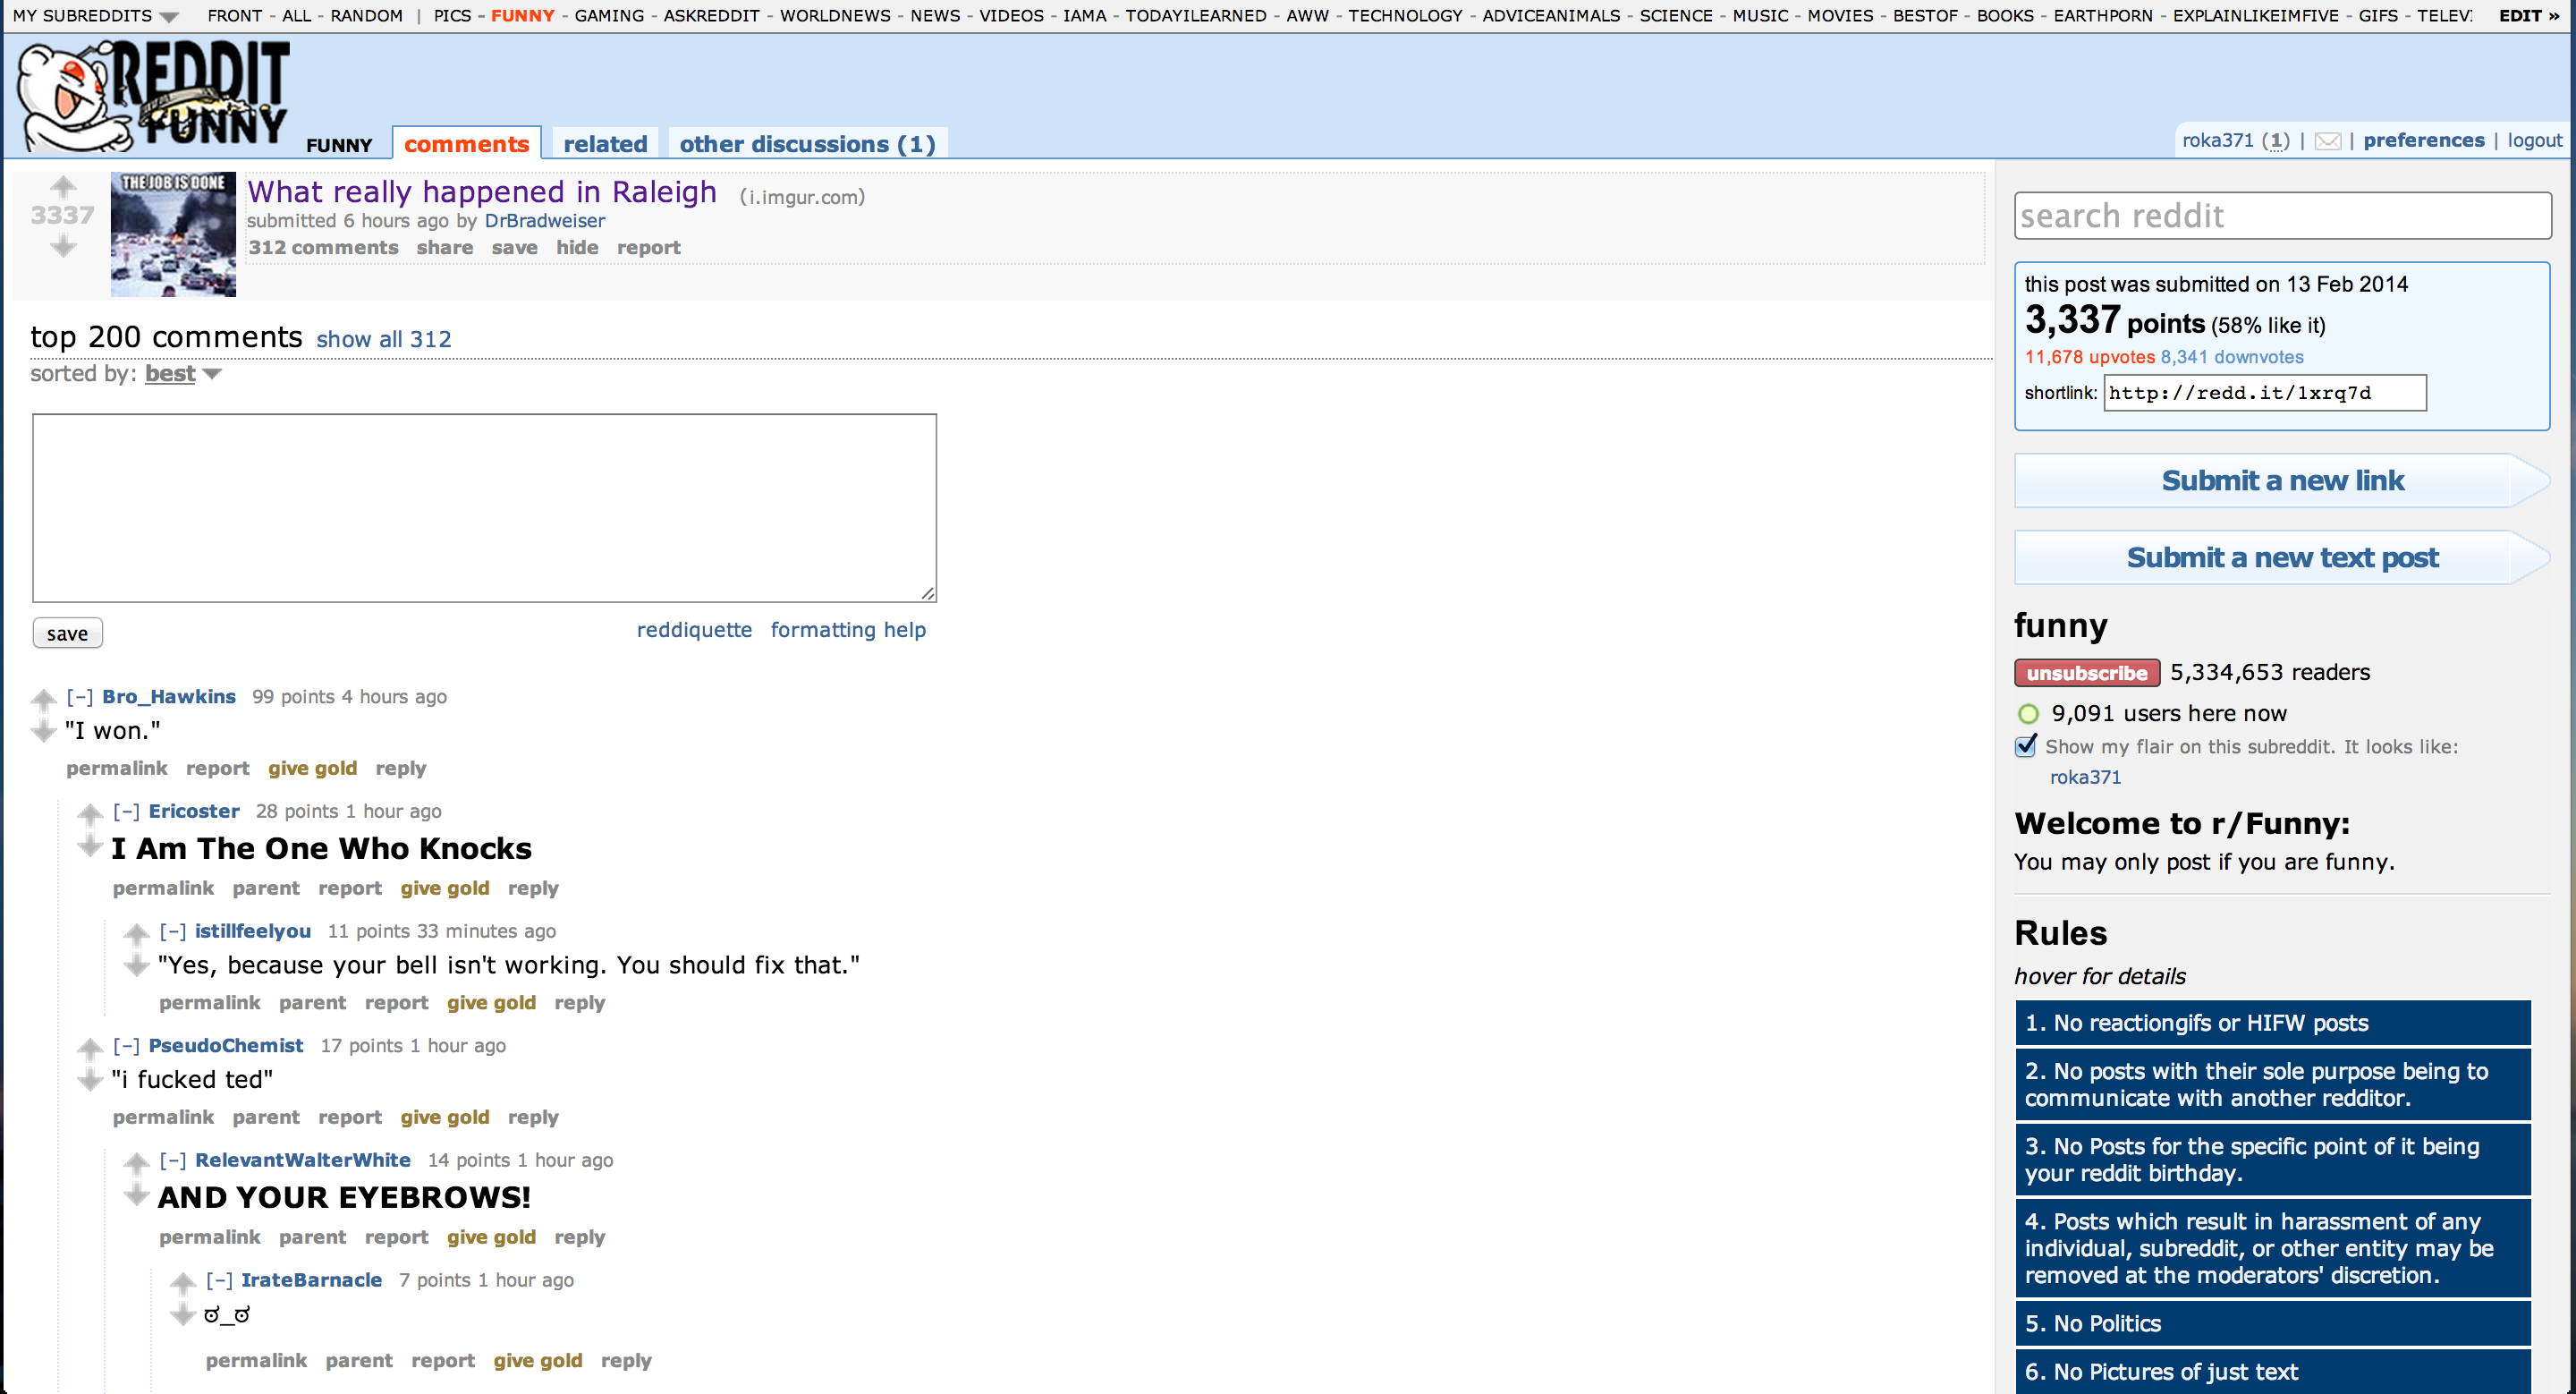 MY SUBREDDITS FRONT - ALL - RANDOM | PICS - FUNNY - GAMING - ASKREDDIT - WORLDNEWS - NEWS - VIDEOS - IAMA - TODAYILEARNED - AWW - TECHNOLOGY - ADVICEANIMALS - SCIENCE - MUSIC - MOVIES - BESTOF - BOOKS - EARTHPORN - EXPLAINLIKEIMFIVE - GIFS - TELEV EDIT »
REDDIT
FUNNY
FUNNY comments related other discussions (1)
roka371 (1) | | preferences | logout
THE JOB IS DONE
3337
What really happened in Raleigh (i.imgur.com)
submitted 6 hours ago by DrBradweiser
312 comments share save hide report
top 200 comments show all 312
sorted by: best
save reddiquette formatting help
[–] Bro_Hawkins 99 points 4 hours ago
"I won."
permalink report give gold reply
[–] Ericoster 28 points 1 hour ago
I Am The One Who Knocks
permalink parent report give gold reply
[–] istillfeelyou 11 points 33 minutes ago
"Yes, because your bell isn't working. You should fix that."
permalink parent report give gold reply
[–] PseudoChemist 17 points 1 hour ago
"i fucked ted"
permalink parent report give gold reply
[–] RelevantWalterWhite 14 points 1 hour ago
AND YOUR EYEBROWS!
permalink parent report give gold reply
[–] IrateBarnacle 7 points 1 hour ago
ಠ_ಠ
permalink parent report give gold reply
search reddit
this post was submitted on 13 Feb 2014
3,337 points (58% like it)
11,678 upvotes 8,341 downvotes
shortlink: http://redd.it/1xrq7d
Submit a new link
Submit a new text post
funny
unsubscribe 5,334,653 readers
9,091 users here now
Show my flair on this subreddit. It looks like:
roka371
Welcome to r/Funny:
You may only post if you are funny.
Rules
hover for details
1. No reactiongifs or HIFW posts
2. No posts with their sole purpose being to
communicate with another redditor.
3. No Posts for the specific point of it being
your reddit birthday.
4. Posts which result in harassment of any
individual, subreddit, or other entity may be
removed at the moderators' discretion.
5. No Politics
6. No Pictures of just text